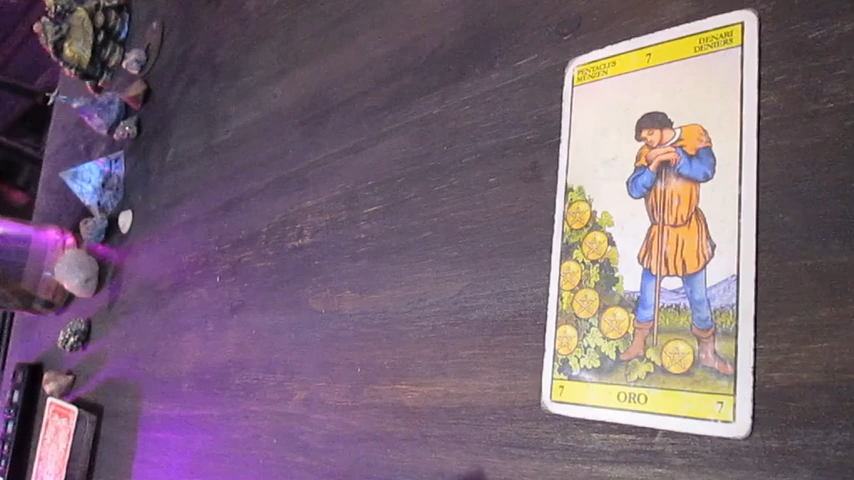 PENTACLES
MÜNZEN
7
DENARI
DENIERS
7
ORO
7